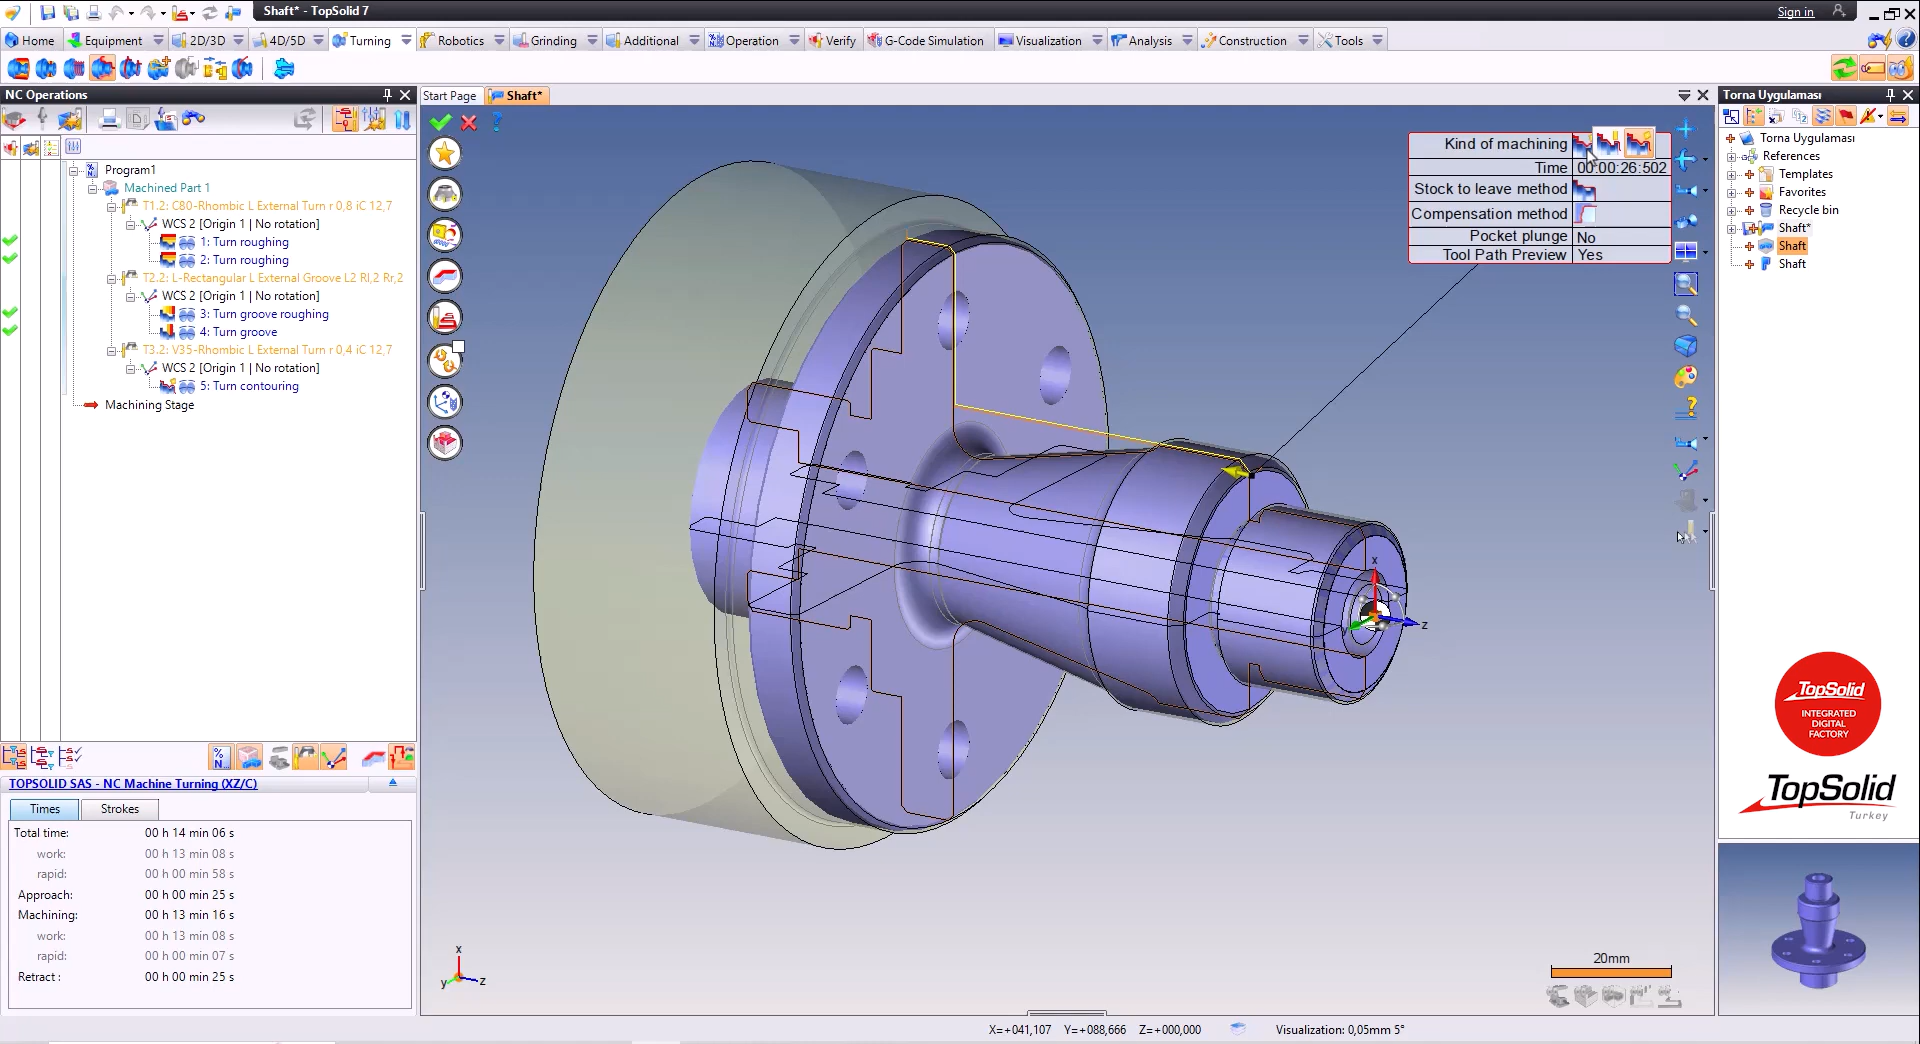 Shaft* - TopSolid 7
Sign in
Home
Equipment
2D/3D
4D/5D
Turning
Robotics
Grinding
Additional
Operation
Verify
G-Code Simulation
Visualization
Analysis
Construction
Tools
NC Operations
Start Page
Shaft*
Torna Uygulaması
Program1
Machined Part 1
T1.2: C80-Rhombic L External Turn r 0,8 iC 12,7
WCS 2 [Origin 1 | No rotation]
1: Turn roughing
2: Turn roughing
T2.2: L-Rectangular L External Groove L2 Rl,2 Rr,2
WCS 2 [Origin 1 | No rotation]
3: Turn groove roughing
4: Turn groove
T3.2: V35-Rhombic L External Turn r 0,4 iC 12,7
WCS 2 [Origin 1 | No rotation]
5: Turn contouring
Machining Stage
Kind of machining
Time 00:00:26:502
Stock to leave method
Compensation method
Pocket plunge No
Tool Path Preview Yes
Torna Uygulaması
References
Templates
Favorites
Recycle bin
Shaft*
Shaft
Shaft
TOPSOLID SAS - NC Machine Turning (XZ/C)
Times
Strokes
Total time: 00 h 14 min 06 s
work: 00 h 13 min 08 s
rapid: 00 h 00 min 58 s
Approach: 00 h 00 min 25 s
Machining: 00 h 13 min 16 s
work: 00 h 13 min 08 s
rapid: 00 h 00 min 07 s
Retract : 00 h 00 min 25 s
x
z
x
y
z
20mm
TopSolid
INTEGRATED
DIGITAL
FACTORY
TopSolid
Turkey
X=+041,107 Y=+088,666 Z=+000,000
Visualization: 0,05mm 5°